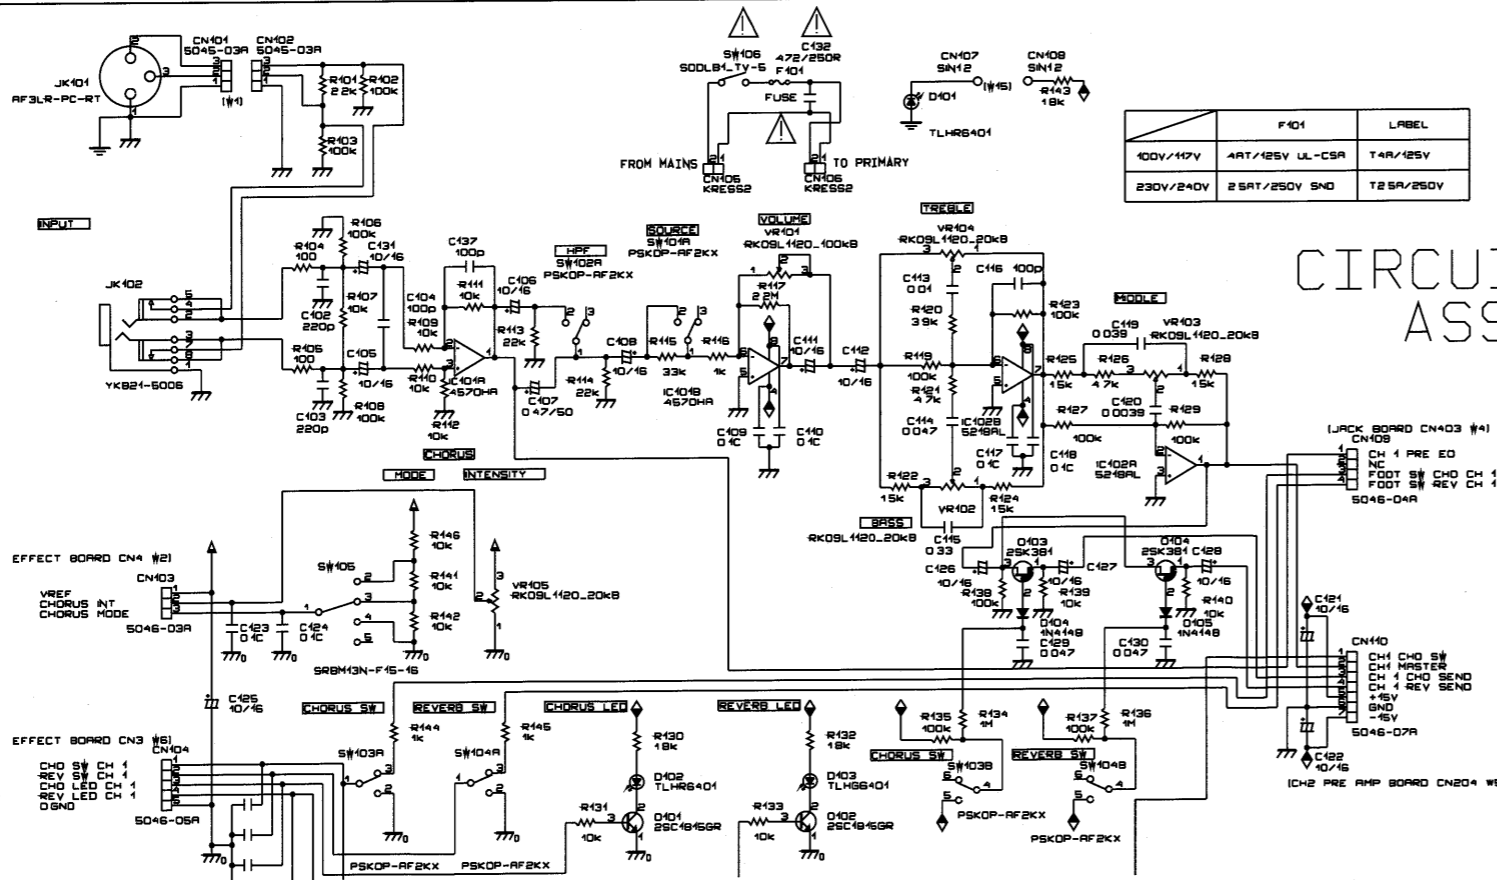 JK101
AF3LR-PC-RT
CN101
5045-03A
(W1)
CN102
5045-03A
R101
22k
R102
100k
R103
100k
SW106
SDDLB1_TV-5
C132
472/250R
F101
FUSE
FROM MAINS
CN105
KRESS2
TO PRIMARY
CN106
KRESS2
CN107
SIN12
(W15)
CN108
SIN12
R143
18k
D101
TLHR6401
F101
LABEL
100V/117V
4AT/125V UL-CSA
T4A/125V
230V/240V
2 5AT/250V SND
T2 5A/250V
CIRCUI
ASS
INPUT
JK102
YKB21-5006
R104
100
R105
100
C102
220p
C103
220p
R106
100k
R107
10k
R108
100k
C131
10/16
C105
10/16
C104
100p
R109
10k
R110
10k
C137
100p
R111
10k
IC101A
4570HA
R112
10k
C106
10/16
R113
22k
C107
0 47/50
HPF
SW102A
PSKOP-AF2KX
R114
22k
C108
10/16
SOURCE
SW101A
PSKOP-AF2KX
R115
33k
R116
1k
IC101B
4570HA
VOLUME
VR101
RK09L1120_100kB
R117
2 2M
C109
0 1C
C110
0 1C
C111
10/16
C112
10/16
TREBLE
VR104
RK09L1120_20kB
C113
0 01
R120
39k
R119
100k
R121
4.7k
C114
0 047
C116
100p
R123
100k
IC102B
5218AL
C117
0 1C
C118
0 1C
R122
15k
R124
15k
VR102
BASS
RK09L1120_20kB
C115
0 33
MIDDLE
C119
0 039
VR103
RK09L1120_20kB
R125
15k
R126
4.7k
R128
15k
C120
0 0039
R127
100k
R129
100k
IC102A
5218AL
(JACK BOARD CN403 W4)
CN109
CH 1 PRE EQ
NC
FOOT SW CHO CH 1
FOOT SW REV CH 1
5046-04A
CHORUS
MODE
INTENSITY
R146
10k
R141
10k
R142
10k
SW105
SRBM13N-F15-16
VR105
RK09L1120_20kB
EFFECT BOARD CN4 W2)
CN103
VREF
CHORUS INT
CHORUS MODE
5046-03A
C123
0 1C
C124
0 1C
C125
10/16
C126
10/16
R138
100k
Q103
2SK381
R139
10k
10/16
C127
D104
1N4148
C129
0 047
Q104
2SK381
C128
10/16
R140
10k
D105
1N4148
C130
0 047
C121
10/16
C122
10/16
CN110
CH1 CHO SW
CH1 MASTER
CH 1 CHO SEND
CH 1 REV SEND
+15V
GND
-15V
5046-07A
(CH2 PRE AMP BOARD CN204 W
EFFECT BOARD CN3 W6)
CN104
CHO SW CH 1
REV SW CH 1
CHO LED CH 1
REV LED CH 1
DGND
5046-05A
CHORUS SW
R144
1k
SW103A
PSKOP-AF2KX
REVERB SW
R145
1k
SW104A
PSKOP-AF2KX
CHORUS LED
R130
18k
D102
TLHR6401
R131
10k
Q101
2SC1815GR
REVERB LED
R132
18k
D103
TLHG6401
R133
10k
Q102
2SC1815GR
R135
100k
R134
1M
CHORUS SW
SW103B
PSKOP-AF2KX
R137
100k
R136
1M
REVERB SW
SW104B
PSKOP-AF2KX